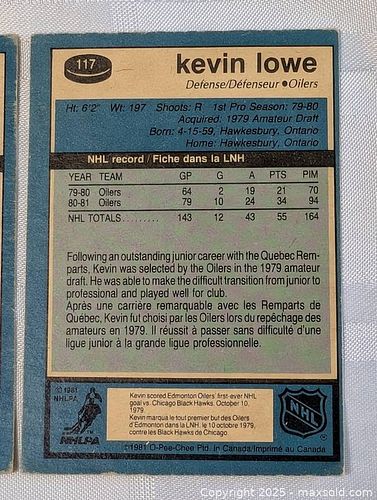 117
kevin lowe
Defense/Défenseur ●Oilers
Ht: 6'2" Wt: 197 Shoots: R 1st Pro Season: 79-80
Acquired: 1979 Amateur Draft
Born: 4-15-59, Hawkesbury, Ontario
Home: Hawkesbury, Ontario
NHL record / Fiche dans la LNH
YEAR TEAM GP G A PTS PIM
79-80 Oilers 64 2 19 21 70
80-81 Oilers 79 10 24 34 94
NHL TOTALS......... 143 12 43 55 164
Following an outstanding junior career with the Quebec Rem-
parts, Kevin was selected by the Oilers in the 1979 amateur
draft. He was able to make the difficult transition from junior to
professional and played well for club.
Après une carrière remarquable avec les Remparts de
Québec, Kevin fut choisi par les Oilers lors du repêchage des
amateurs en 1979. Il réussit à passer sans difficulté d'une
ligue junior à la grande ligue professionnelle.
©1981
NHLPA
NHLPA
Kevin scored Edmonton Oilers' first-ever NHL
goal vs. Chicago Black Hawks, October 10,
1979.
Kevin marqua le tout premier but des Oilers
d'Edmonton dans la LNH, le 10 octobre 1979,
contre les Black Hawks de Chicago.
NHL
®
©1981 O-Pee-Chee Ptd. in Canada/Imprimé au Canada
Copyright 2025 - maxsold.com